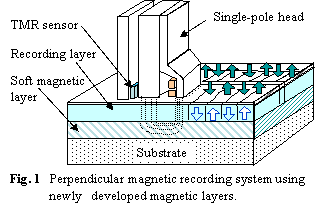 TMR sensor
Single-pole head
Recording layer
Soft magnetic
layer
Substrate
Fig. 1 Perpendicular magnetic recording system using
newly developed magnetic layers.